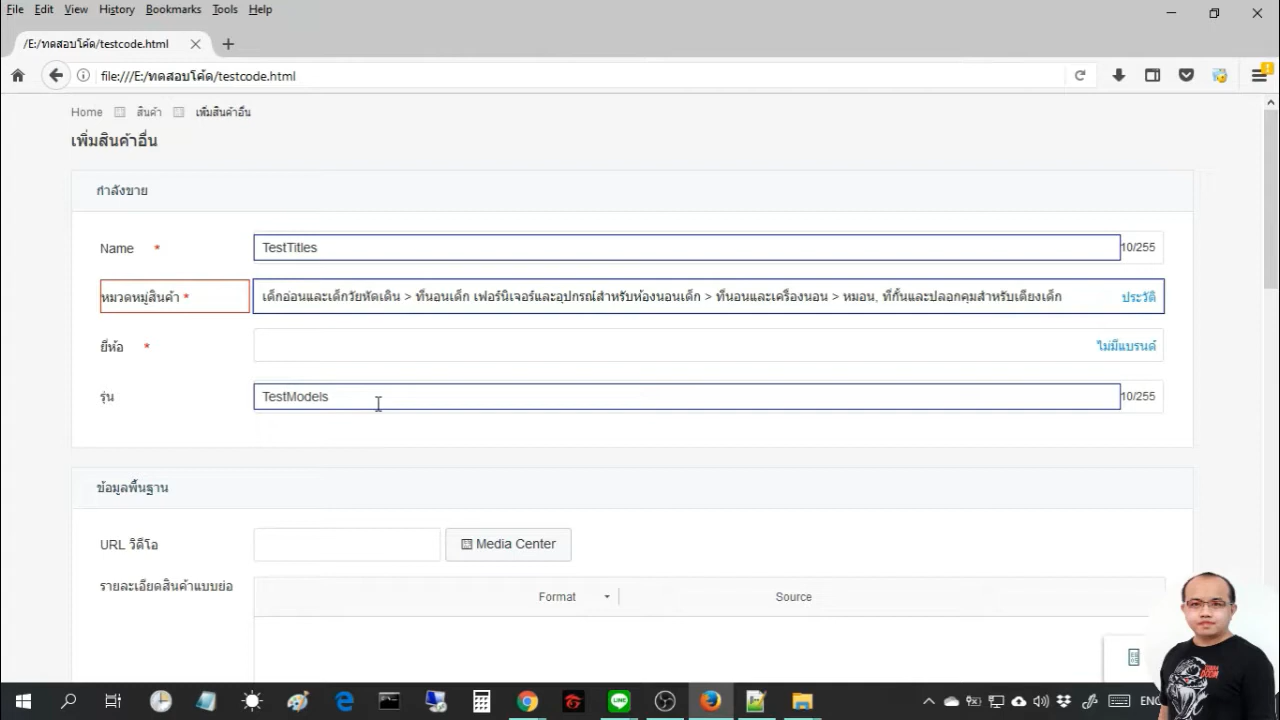 File Edit View History Bookmarks Tools Help
/E:/ทดสอบโค้ด/testcode.html
file:///E:/ทดสอบโค้ด/testcode.html
Home สินค้า เพิ่มสินค้าอื่น
เพิ่มสินค้าอื่น
กำลังขาย
Name * TestTitles 10/255
หมวดหมู่สินค้า * เด็กอ่อนและเด็กวัยหัดเดิน > ที่นอนเด็ก เฟอร์นิเจอร์และอุปกรณ์สำหรับห้องนอนเด็ก > ที่นอนและเครื่องนอน > หมอน, ที่กั้นและปลอกคุมสำหรับเตียงเด็ก ประวัติ
ยี่ห้อ * ไม่มีแบรนด์
รุ่น TestModels 10/255
ข้อมูลพื้นฐาน
URL วิดีโอ Media Center
รายละเอียดสินค้าแบบย่อ Format Source
LINE ENG